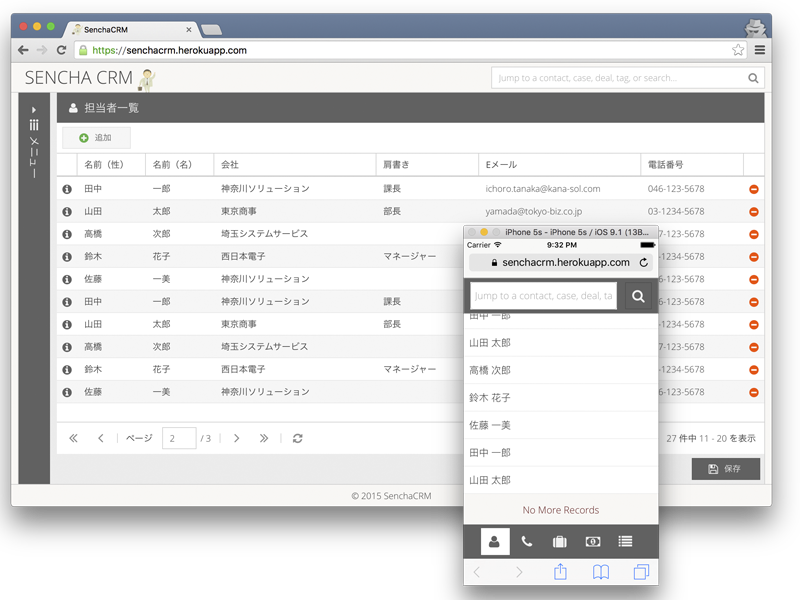 SenchaCRM
https://senchacrm.herokuapp.com
SENCHA CRM
Jump to a contact, case, deal, tag, or search...
メニュー
担当者一覧
追加
名前（性） 名前（名） 会社 肩書き Eメール 電話番号
田中 一郎 神奈川ソリューション 課長 ichoro.tanaka@kana-sol.com 046-123-5678
山田 太郎 東京商事 部長 yamada@tokyo-biz.co.jp 03-1234-5678
高橋 次郎 埼玉システムサービス 7-123-5678
鈴木 花子 西日本電子 マネージャー -1234-5678
佐藤 一美 神奈川ソリューション 6-123-5678
田中 一郎 神奈川ソリューション 課長 6-123-5678
山田 太郎 東京商事 部長 -1234-5678
高橋 次郎 埼玉システムサービス 7-123-5678
鈴木 花子 西日本電子 マネージャー -1234-5678
佐藤 一美 神奈川ソリューション 6-123-5678
ページ 2 / 3
27 件中 11 - 20 を表示
保存
© 2015 SenchaCRM
iPhone 5s - iPhone 5s / iOS 9.1 (13B...
Carrier 9:32 PM
senchacrm.herokuapp.com
Jump to a contact, case, deal, ta
田中 一郎
山田 太郎
高橋 次郎
鈴木 花子
佐藤 一美
田中 一郎
山田 太郎
No More Records